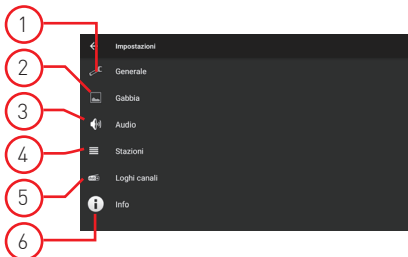 1
Impostazioni
2
Generale
Gabbia
3
Audio
4
Stazioni
5
Loghi canali
6
Info